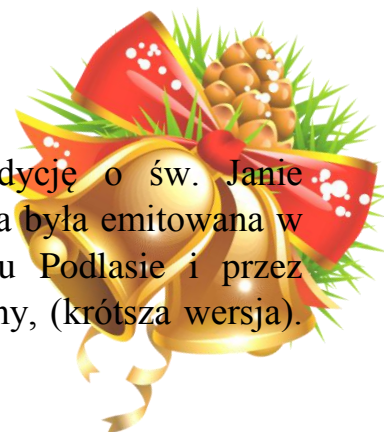 dycję o św. Janie
a była emitowana w
u Podlasie i przez
ny, (krótsza wersja).